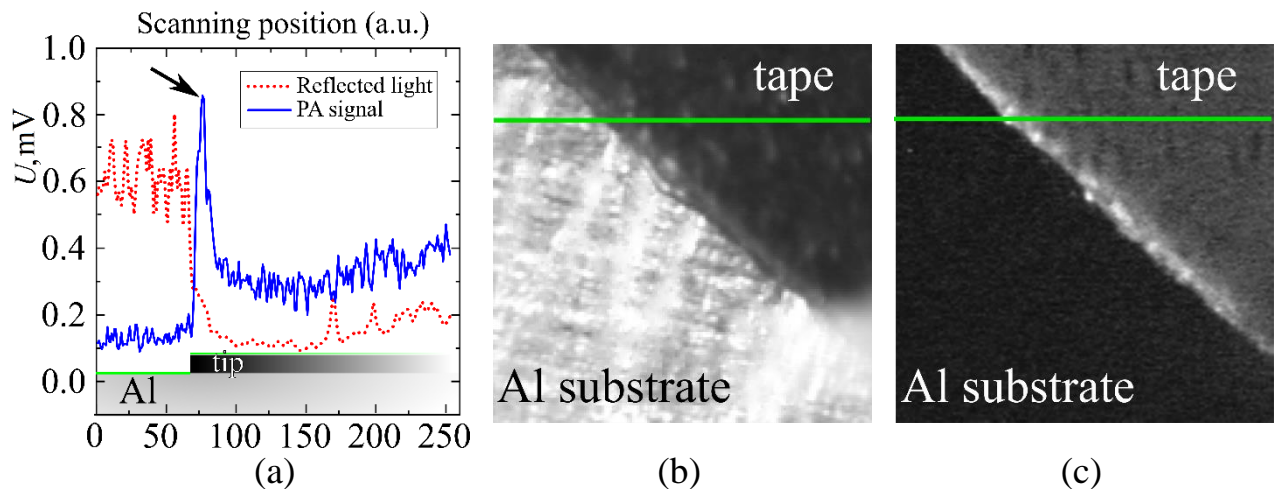 Scanning position (a.u.)
1.0
0.8
0.6
0.4
0.2
0.0
U, mV
Reflected light
PA signal
tip
Al
0 50 100 150 200 250
(a)
tape
Al substrate
(b)
tape
Al substrate
(c)